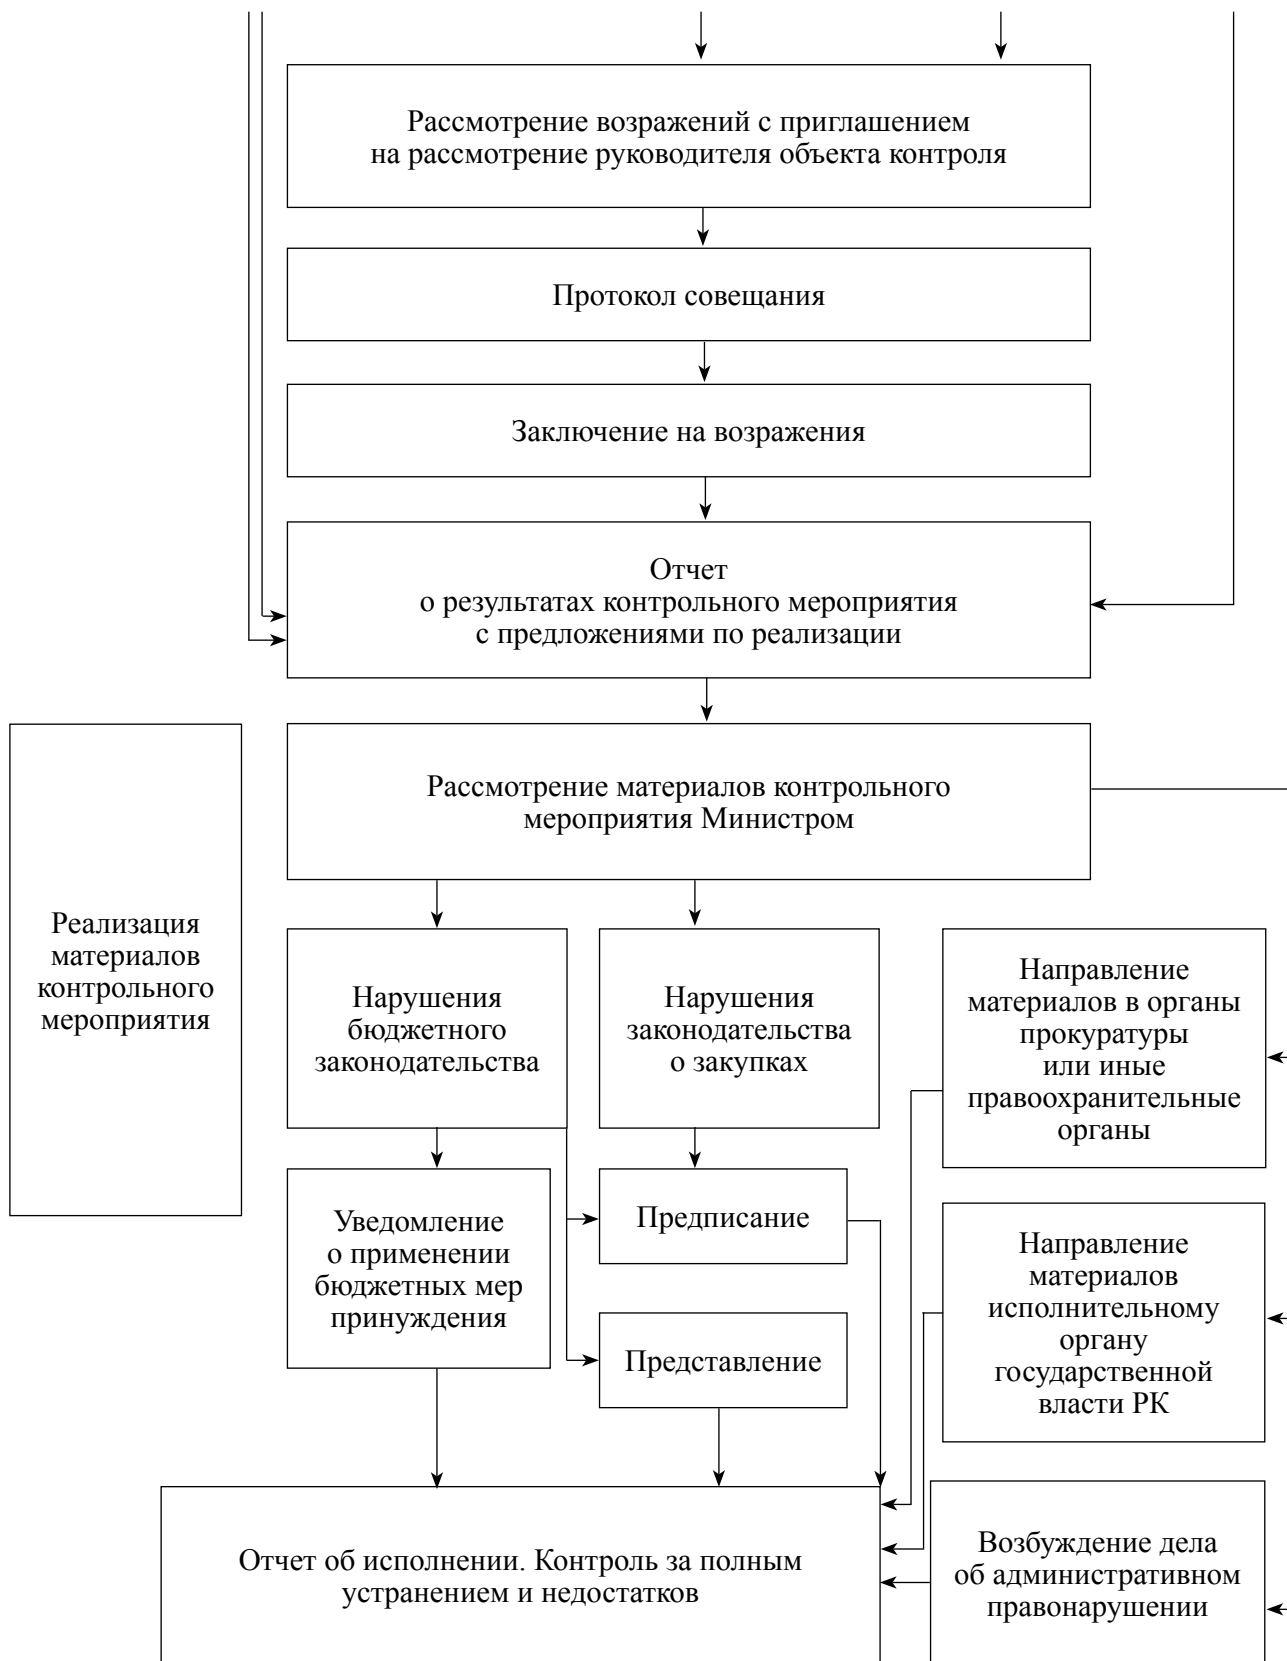 Рассмотрение возражений с приглашением
на рассмотрение руководителя объекта контроля
Протокол совещания
Заключение на возражения
Отчет
о результатах контрольного мероприятия
с предложениями по реализации
Рассмотрение материалов контрольного
мероприятия Министром
Реализация
материалов
контрольного
мероприятия
Нарушения
бюджетного
законодательства
Нарушения
законодательства
о закупках
Направление
материалов в органы
прокуратуры
или иные
правоохранительные
органы
Уведомление
о применении
бюджетных мер
принуждения
Предписание
Представление
Направление
материалов
исполнительному
органу
государственной
власти РК
Отчет об исполнении. Контроль за полным
устранением и недостатков
Возбуждение дела
об административном
правонарушении